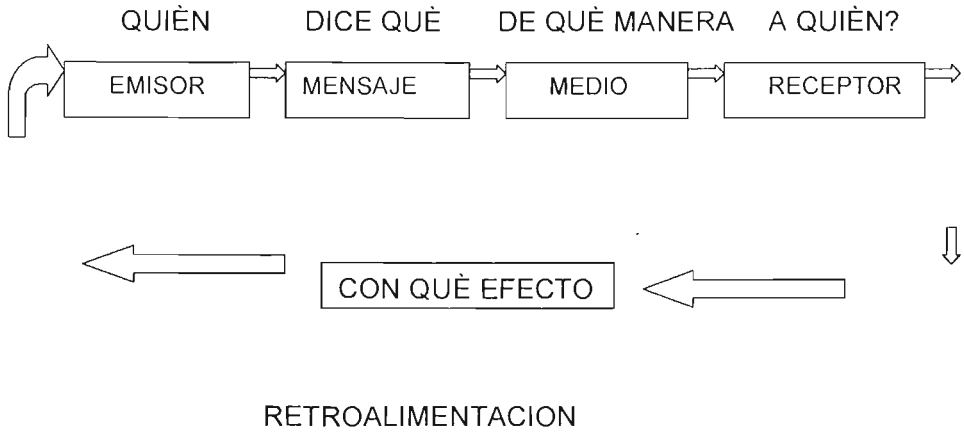 QUIÈN DICE QUÈ DE QUÈ MANERA A QUIÈN?
EMISOR MENSAJE MEDIO RECEPTOR
CON QUÈ EFECTO
RETROALIMENTACION